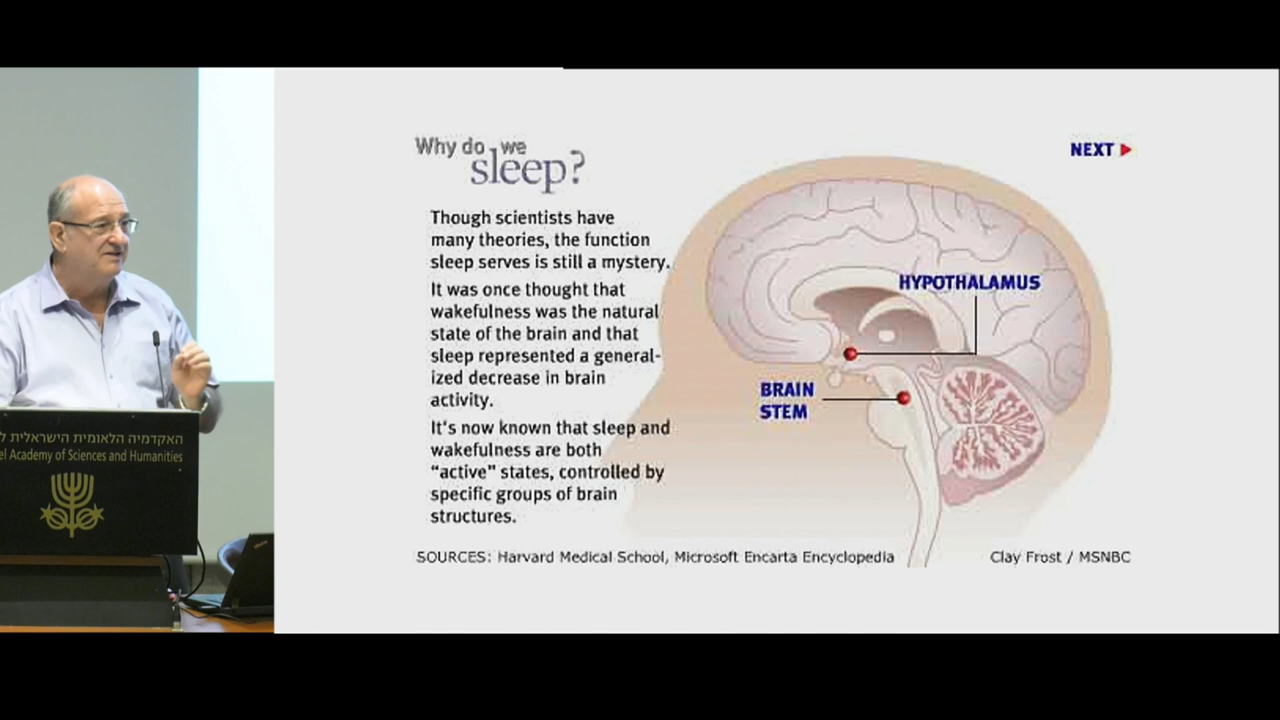 האקדמיה הלאומית הישראלית
Academy of Sciences and Humanities
Why do we
sleep?
NEXT
Though scientists have
many theories, the function
sleep serves is still a mystery.
It was once thought that
wakefulness was the natural
state of the brain and that
sleep represented a general-
ized decrease in brain
activity.
It's now known that sleep and
wakefulness are both
“active” states, controlled by
specific groups of brain
structures.
HYPOTHALAMUS
BRAIN
STEM
SOURCES: Harvard Medical School, Microsoft Encarta Encyclopedia
Clay Frost / MSNBC